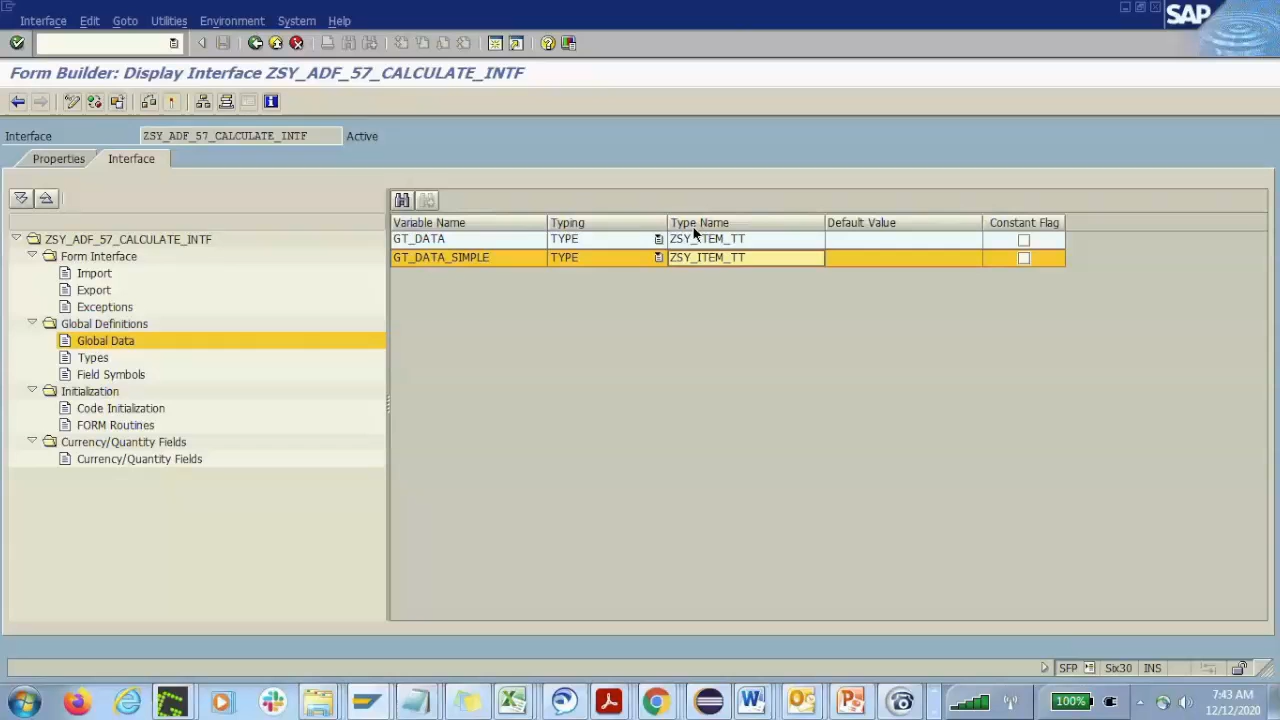 Interface Edit Goto Utilities Environment System Help
SAP
Form Builder: Display Interface ZSY_ADF_57_CALCULATE_INTF
Interface ZSY_ADF_57_CALCULATE_INTF Active
Properties Interface
Variable Name Typing Type Name Default Value Constant Flag
GT_DATA TYPE ZSY_ITEM_TT
GT_DATA_SIMPLE TYPE ZSY_ITEM_TT
ZSY_ADF_57_CALCULATE_INTF
Form Interface
Import
Export
Exceptions
Global Definitions
Global Data
Types
Field Symbols
Initialization
Code Initialization
FORM Routines
Currency/Quantity Fields
Currency/Quantity Fields
SFP Six30 INS
100%
7:43 AM
12/12/2020